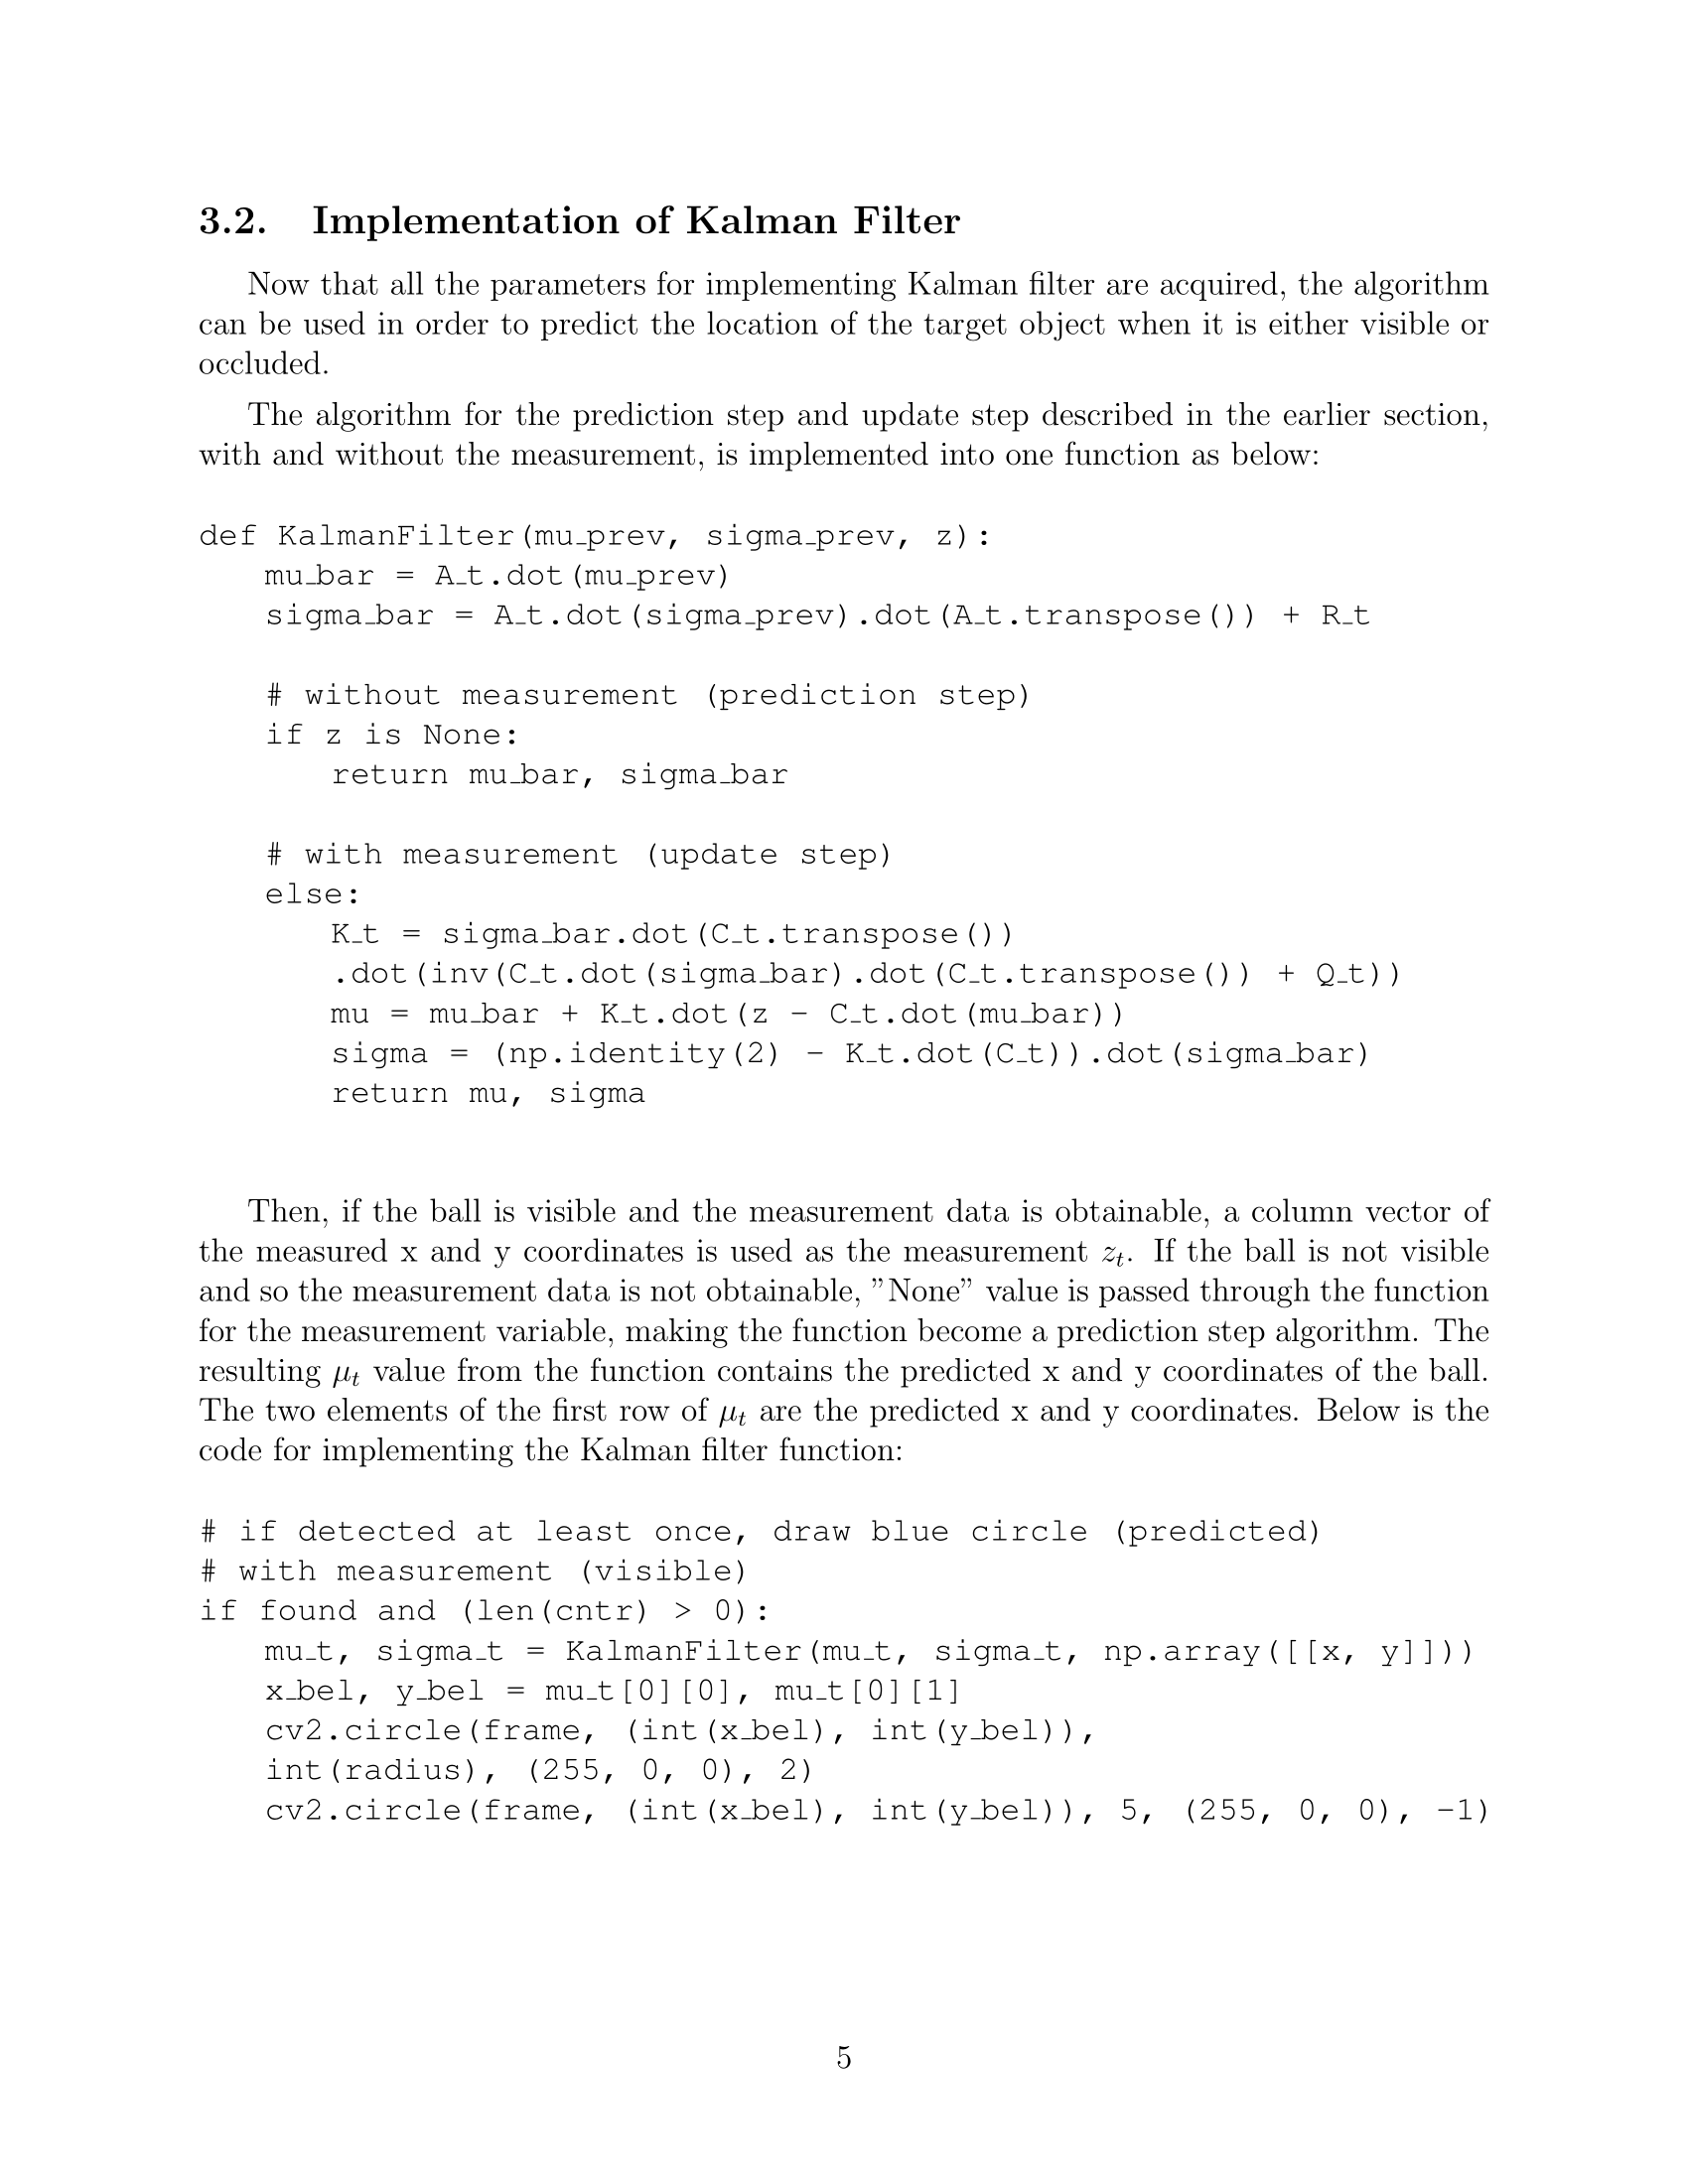 3.2. Implementation of Kalman Filter
Now that all the parameters for implementing Kalman filter are acquired, the algorithm
can be used in order to predict the location of the target object when it is either visible or
occluded.
The algorithm for the prediction step and update step described in the earlier section,
with and without the measurement, is implemented into one function as below:
def KalmanFilter(mu_prev, sigma_prev, z):
    mu_bar = A_t.dot(mu_prev)
    sigma_bar = A_t.dot(sigma_prev).dot(A_t.transpose()) + R_t
    # without measurement (prediction step)
    if z is None:
        return mu_bar, sigma_bar
    # with measurement (update step)
    else:
        K_t = sigma_bar.dot(C_t.transpose())
        .dot(inv(C_t.dot(sigma_bar).dot(C_t.transpose()) + Q_t))
        mu = mu_bar + K_t.dot(z - C_t.dot(mu_bar))
        sigma = (np.identity(2) - K_t.dot(C_t)).dot(sigma_bar)
        return mu, sigma
Then, if the ball is visible and the measurement data is obtainable, a column vector of
the measured x and y coordinates is used as the measurement z_t. If the ball is not visible
and so the measurement data is not obtainable, ”None” value is passed through the function
for the measurement variable, making the function become a prediction step algorithm. The
resulting μ_t value from the function contains the predicted x and y coordinates of the ball.
The two elements of the first row of μ_t are the predicted x and y coordinates. Below is the
code for implementing the Kalman filter function:
# if detected at least once, draw blue circle (predicted)
# with measurement (visible)
if found and (len(cntr) > 0):
    mu_t, sigma_t = KalmanFilter(mu_t, sigma_t, np.array([[x, y]]))
    x_bel, y_bel = mu_t[0][0], mu_t[0][1]
    cv2.circle(frame, (int(x_bel), int(y_bel)),
    int(radius), (255, 0, 0), 2)
    cv2.circle(frame, (int(x_bel), int(y_bel)), 5, (255, 0, 0), -1)
5